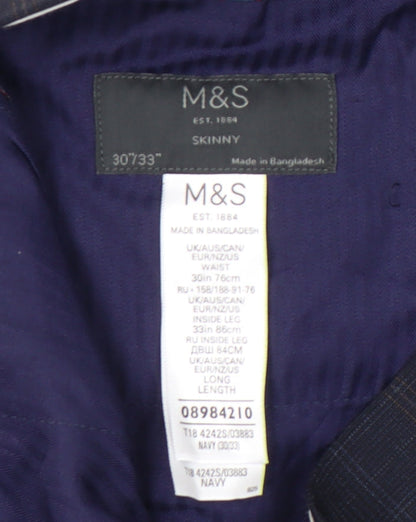 M&S
EST. 1884
SKINNY
30"/33" Made in Bangladesh
M&S
EST. 1884
MADE IN BANGLADESH
UK/AUS/CAN/
EUR/NZ/US
WAIST
30in 76cm
RU - 158/188-91-76
UK/AUS/CAN/
EUR/NZ/US
INSIDE LEG
33in 86cm
RU INSIDE LEG
ДВШ 84CM
UK/AUS/CAN/
EUR/NZ/US
LONG
LENGTH
08984210
T18 4242S/03883
NAVY (30/33)
T18 4242S/03883
NAVY